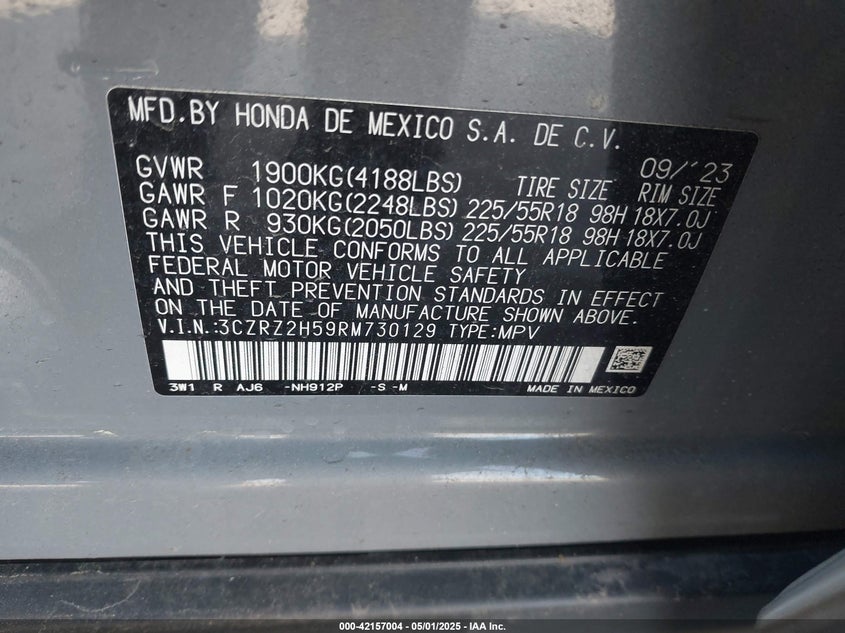 MFD.BY HONDA DE MEXICO S.A. DE C.V.
09/'23
GVWR 1900KG(4188LBS) TIRE SIZE RIM SIZE
GAWR F 1020KG(2248LBS) 225/55R18 98H 18X7.0J
GAWR R 930KG(2050LBS) 225/55R18 98H 18X7.0J
THIS VEHICLE CONFORMS TO ALL APPLICABLE
FEDERAL MOTOR VEHICLE SAFETY
AND THEFT PREVENTION STANDARDS IN EFFECT
ON THE DATE OF MANUFACTURE SHOWN ABOVE.
V.I.N.:3CZRZ2H59RM730129 TYPE:MPV
3W1 R AJ6 -NH912P -S -M MADE IN MEXICO
000-42157004 - 05/01/2025 - IAA Inc.